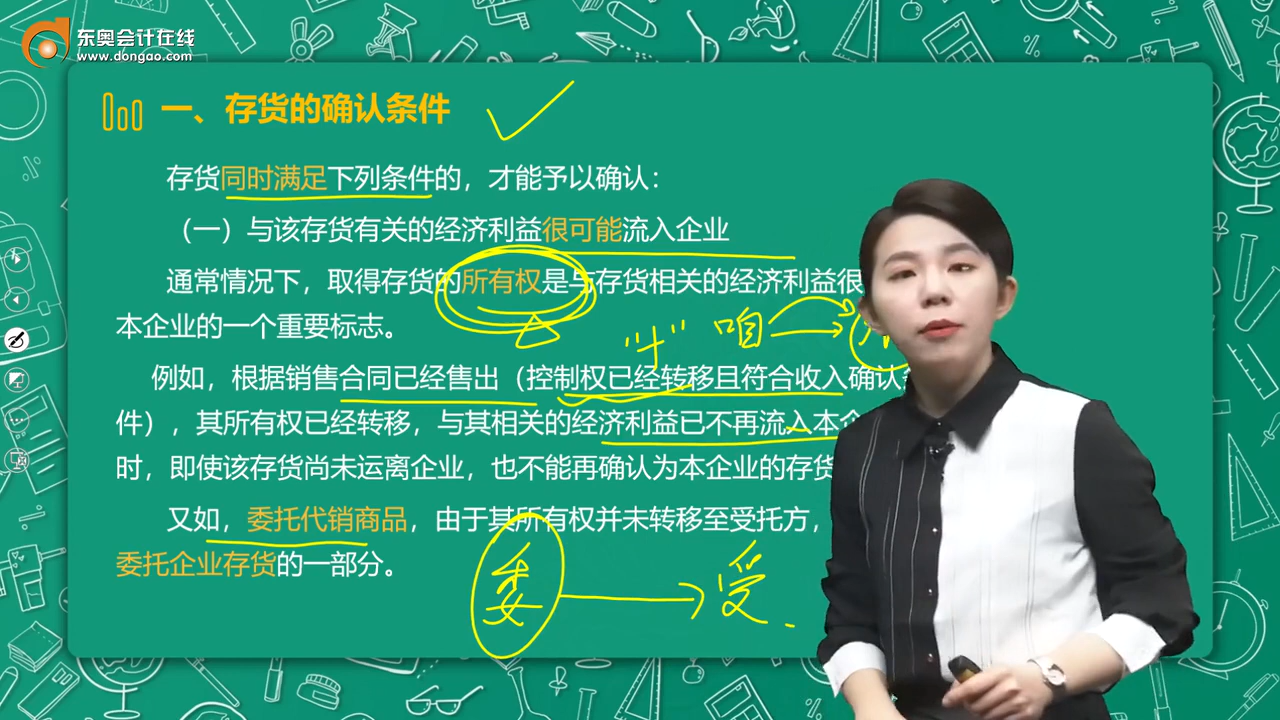 东奥会计在线
www.dongao.com
一、存货的确认条件
存货同时满足下列条件的，才能予以确认：
（一）与该存货有关的经济利益很可能流入企业
通常情况下，取得存货的所有权是与存货相关的经济利益很
本企业的一个重要标志。
“卡” 咱
例如，根据销售合同已经售出（控制权已经转移且符合收入确认条
件），其所有权已经转移，与其相关的经济利益已不再流入本企
时，即使该存货尚未运离企业，也不能再确认为本企业的存货
又如，委托代销商品，由于其所有权并未转移至受托方，
委托企业存货的一部分。
委 受